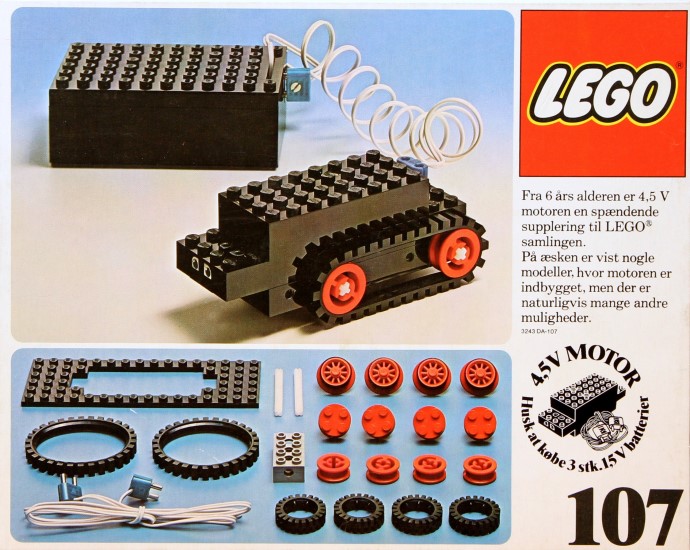 LEGO®
Fra 6 års alderen er 4,5 V
motoren en spændende
supplering til LEGO®
samlingen.
På æsken er vist nogle
modeller, hvor motoren er
indbygget, men der er
naturligvis mange andre
muligheder.
3243 DA-107
4,5V MOTOR
Husk at købe 3 stk. 1.5V batterier
107